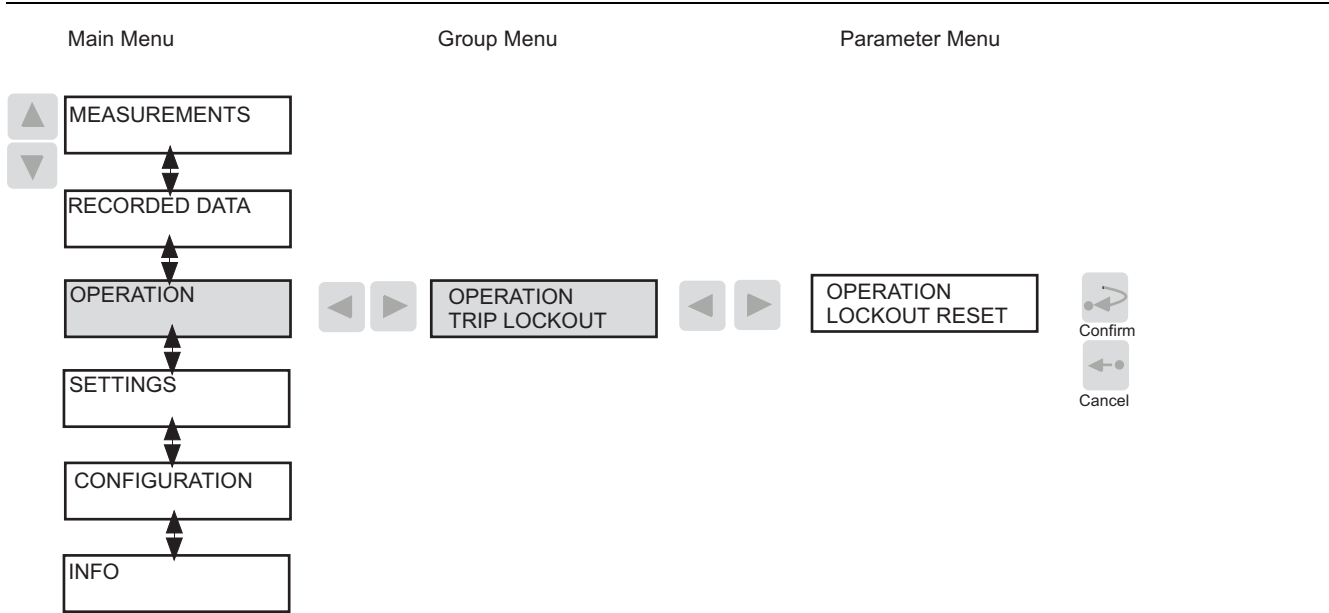 Main Menu
Group Menu
Parameter Menu
MEASUREMENTS
RECORDED DATA
OPERATION
OPERATION
TRIP LOCKOUT
OPERATION
LOCKOUT RESET
Confirm
Cancel
SETTINGS
CONFIGURATION
INFO